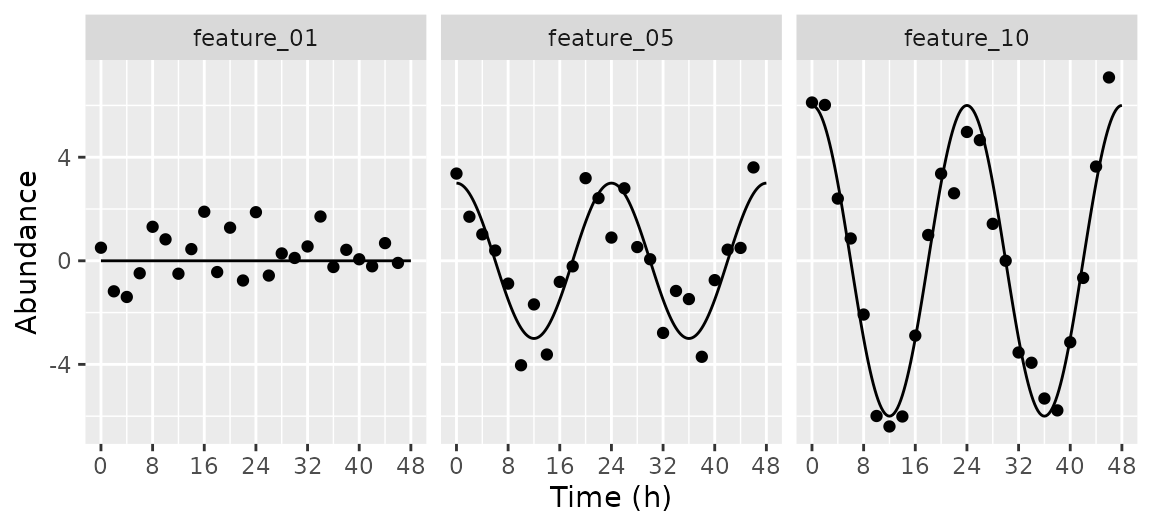 feature_01 feature_05 feature_10
Abundance
4
0
-4
0 8 16 24 32 40 48 0 8 16 24 32 40 48 0 8 16 24 32 40 48
Time (h)